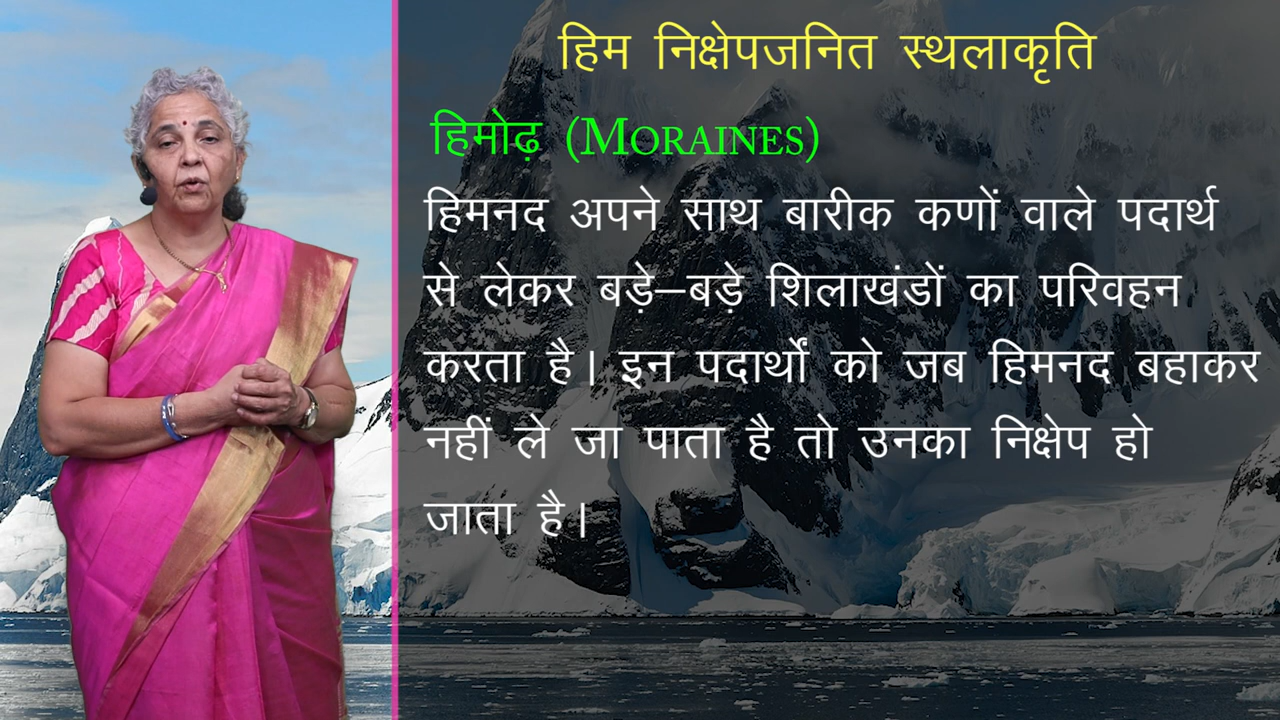 हिम निक्षेपजनित स्थलाकृति
हिमोढ़ (MORAINES)
हिमनद अपने साथ बारीक कणों वाले पदार्थ
से लेकर बड़े–बड़े शिलाखंडों का परिवहन
करता है। इन पदार्थों को जब हिमनद बहाकर
नहीं ले जा पाता है तो उनका निक्षेप हो
जाता है।